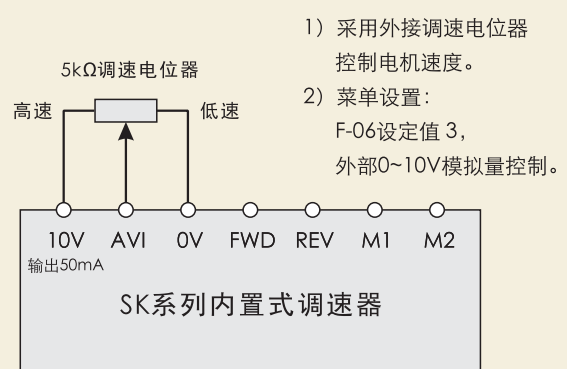 1）采用外接调速电位器
控制电机速度。
2）菜单设置：
F-06设定值 3，
外部0~10V模拟量控制。
5kΩ调速电位器
高速
低速
10V AVI 0V FWD REV M1 M2
输出50mA
SK系列内置式调速器